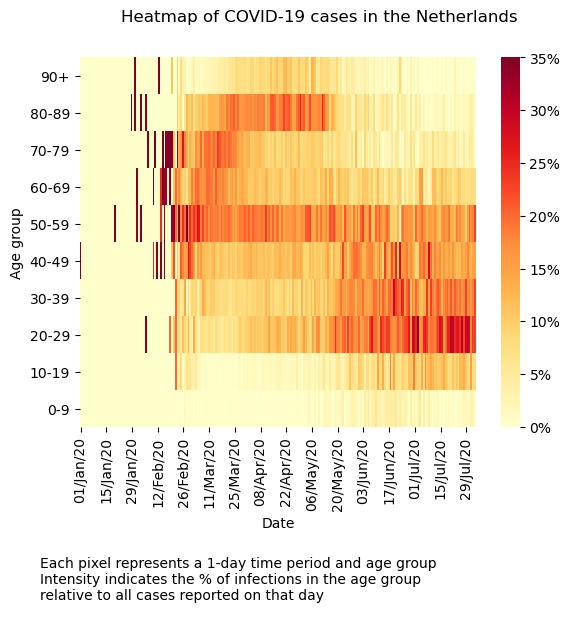 Heatmap of COVID-19 cases in the Netherlands
90+
80-89
70-79
60-69
50-59
40-49
30-39
20-29
10-19
0-9
Age group
35%
30%
25%
20%
15%
10%
5%
0%
01/Jan/20
15/Jan/20
29/Jan/20
12/Feb/20
26/Feb/20
11/Mar/20
25/Mar/20
08/Apr/20
22/Apr/20
06/May/20
20/May/20
03/Jun/20
17/Jun/20
01/Jul/20
15/Jul/20
29/Jul/20
Date
Each pixel represents a 1-day time period and age group
Intensity indicates the % of infections in the age group
relative to all cases reported on that day